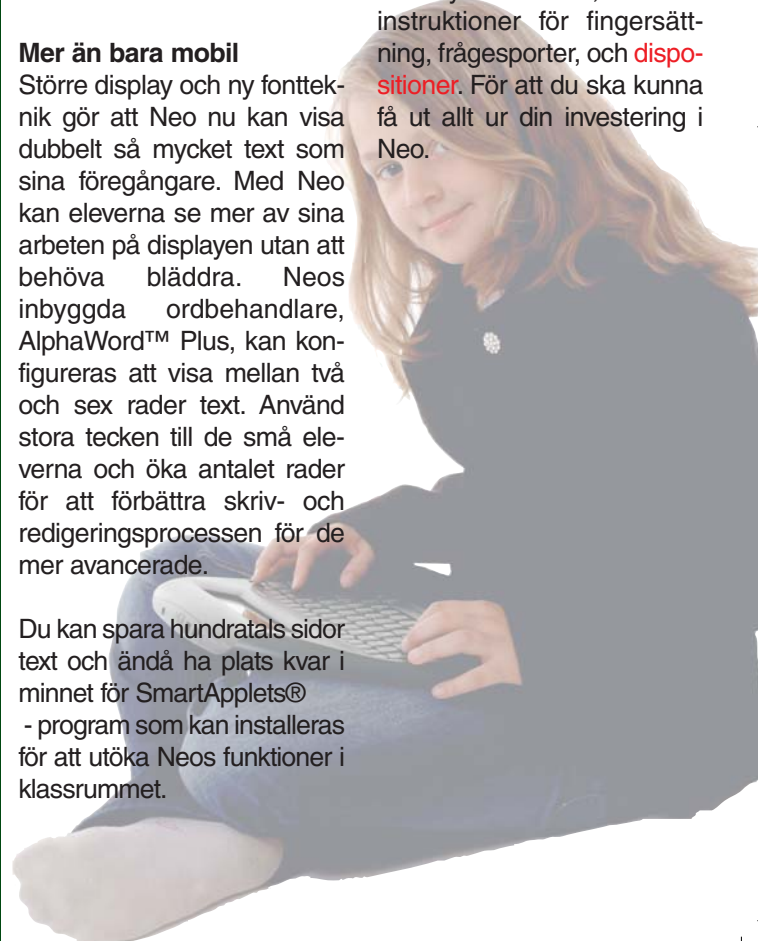 Mer än bara mobil
Större display och ny fonttek-
nik gör att Neo nu kan visa
dubbelt så mycket text som
sina föregångare. Med Neo
kan eleverna se mer av sina
arbeten på displayen utan att
behöva bläddra. Neos
inbyggda ordbehandlare,
AlphaWord™ Plus, kan kon-
figureras att visa mellan två
och sex rader text. Använd
stora tecken till de små ele-
verna och öka antalet rader
för att förbättra skriv- och
redigeringsprocessen för de
mer avancerade.
Du kan spara hundratals sidor
text och ändå ha plats kvar i
minnet för SmartApplets®
- program som kan installeras
för att utöka Neos funktioner i
klassrummet.
instruktioner för fingersätt-
ning, frågesporter, och dispo-
sitioner. För att du ska kunna
få ut allt ur din investering i
Neo.